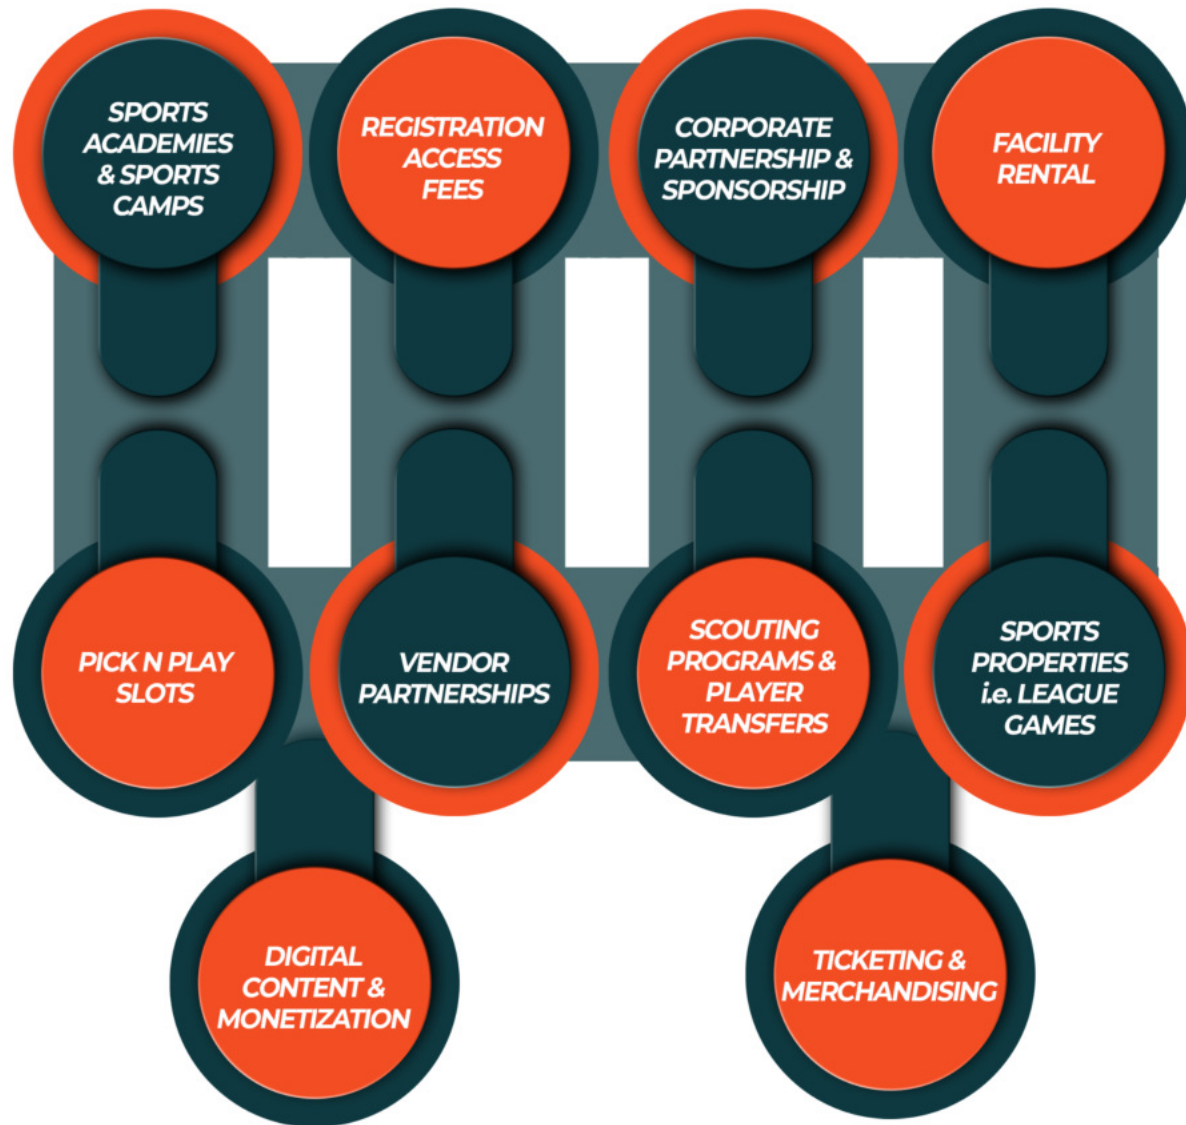 SPORTS
ACADEMIES
& SPORTS
CAMPS
REGISTRATION
ACCESS
FEES
CORPORATE
PARTNERSHIP &
SPONSORSHIP
FACILITY
RENTAL
PICK N PLAY
SLOTS
VENDOR
PARTNERSHIPS
SCOUTING
PROGRAMS &
PLAYER
TRANSFERS
SPORTS
PROPERTIES
i.e. LEAGUE
GAMES
DIGITAL
CONTENT &
MONETIZATION
TICKETING &
MERCHANDISING